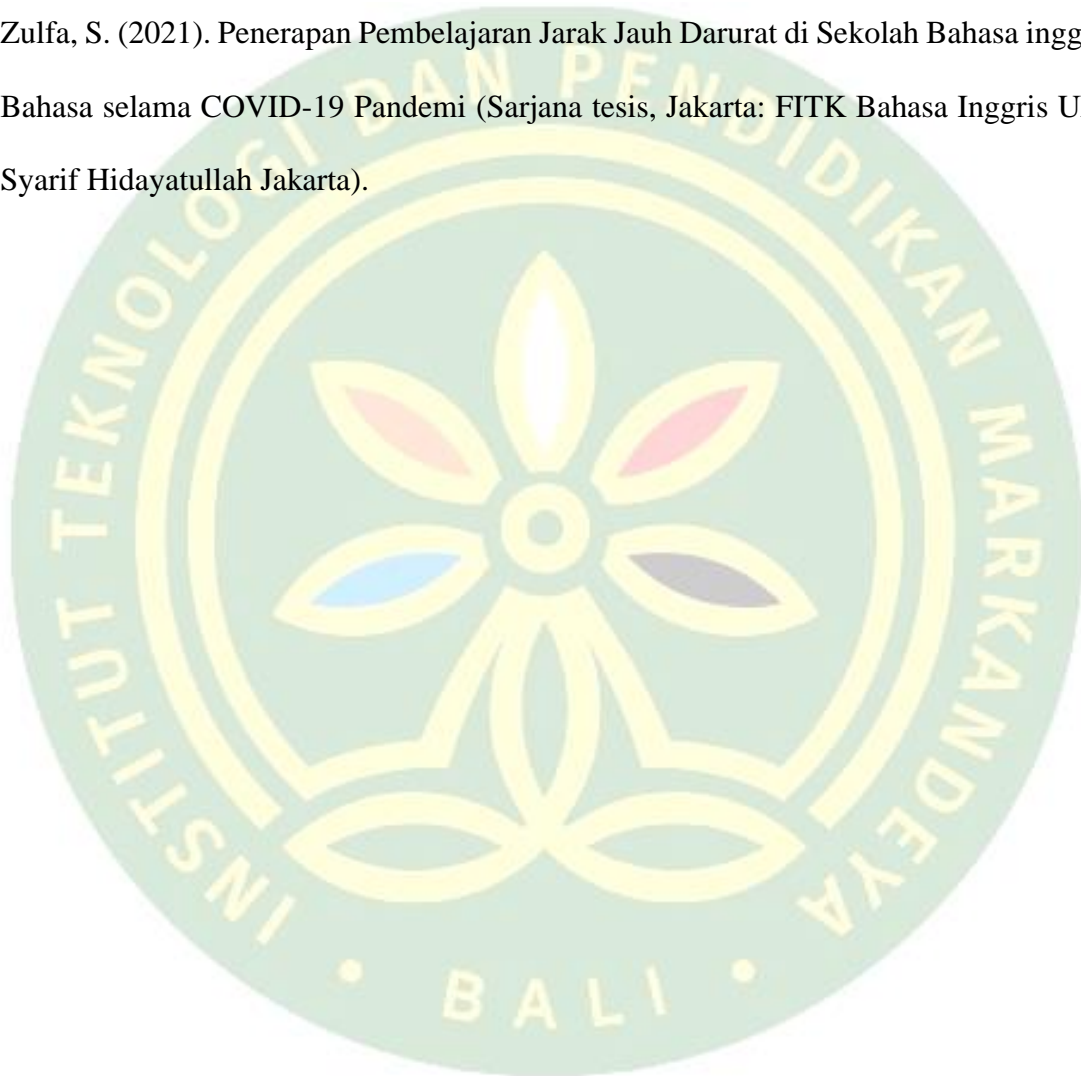 Zulfa, S. (2021). Penerapan Pembelajaran Jarak Jauh Darurat di Sekolah Bahasa ingg
Bahasa selama COVID-19 Pandemi (Sarjana tesis, Jakarta: FITK Bahasa Inggris U
Syarif Hidayatullah Jakarta).
INSTITUT TEKNOLOGI DAN PENDIDIKAN MARKANDEYA
• BALI •